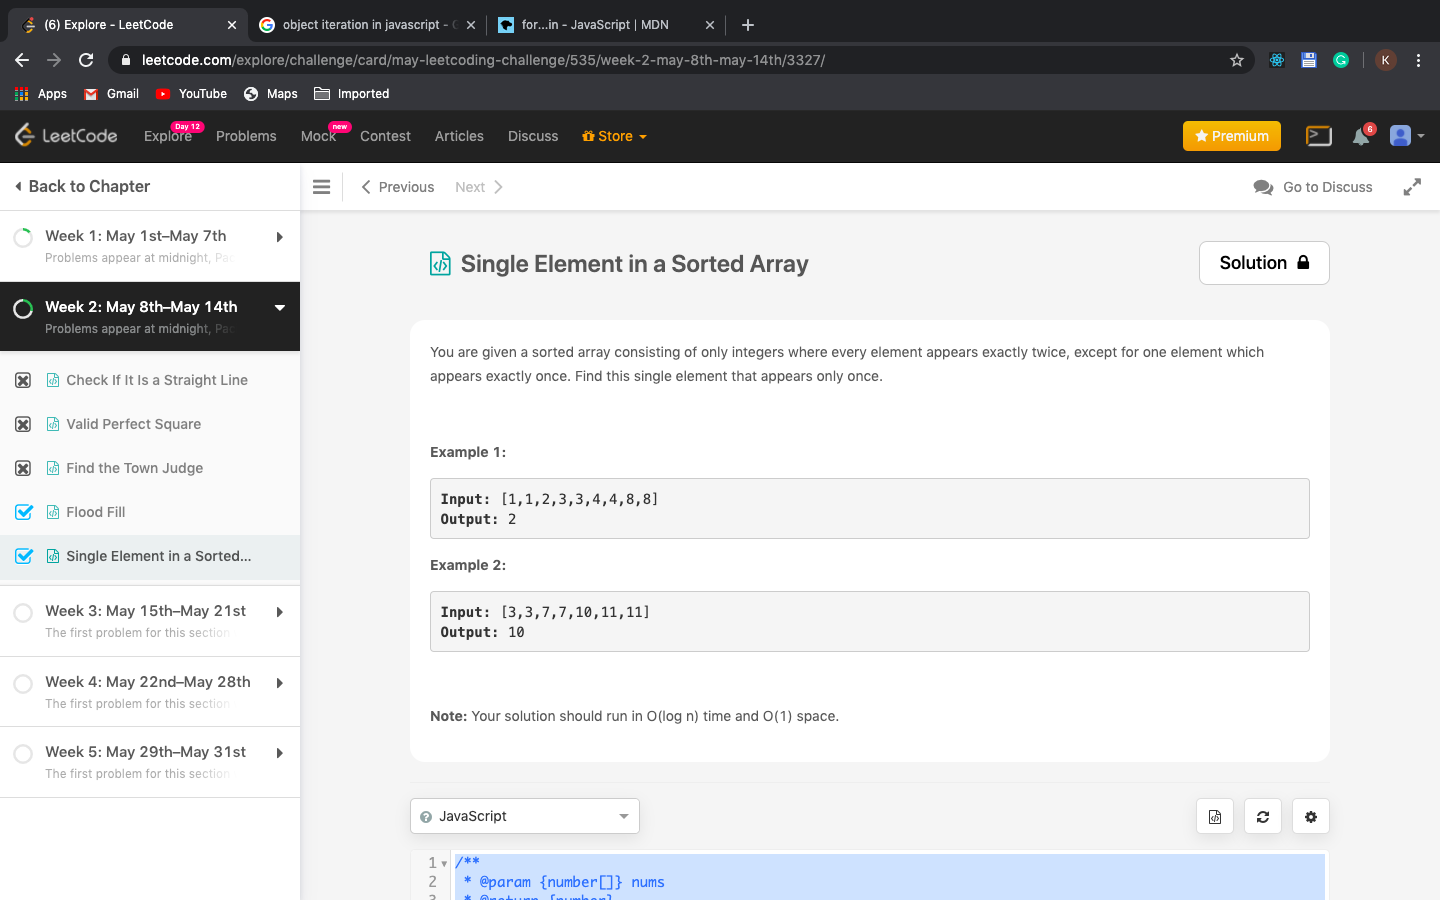 (6) Explore - LeetCode
object iteration in javascript -
for...in - JavaScript | MDN
leetcode.com/explore/challenge/card/may-leetcoding-challenge/535/week-2-may-8th-may-14th/3327/
K
Apps
Gmail
YouTube
Maps
Imported
LeetCode
Explore
Day 12
Problems
Mock
new
Contest
Articles
Discuss
Store
Premium
6
Back to Chapter
Previous
Next
Go to Discuss
Week 1: May 1st–May 7th
Problems appear at midnight, Pac
Week 2: May 8th–May 14th
Problems appear at midnight, Pac
Check If It Is a Straight Line
Valid Perfect Square
Find the Town Judge
Flood Fill
Single Element in a Sorted...
Week 3: May 15th–May 21st
The first problem for this section
Week 4: May 22nd–May 28th
The first problem for this section
Week 5: May 29th–May 31st
The first problem for this section
Single Element in a Sorted Array
Solution
You are given a sorted array consisting of only integers where every element appears exactly twice, except for one element which
appears exactly once. Find this single element that appears only once.
Example 1:
Input: [1,1,2,3,3,4,4,8,8]
Output: 2
Example 2:
Input: [3,3,7,7,10,11,11]
Output: 10
Note: Your solution should run in O(log n) time and O(1) space.
JavaScript
1 /**
2 * @param {number[]} nums
3 * @return {number}